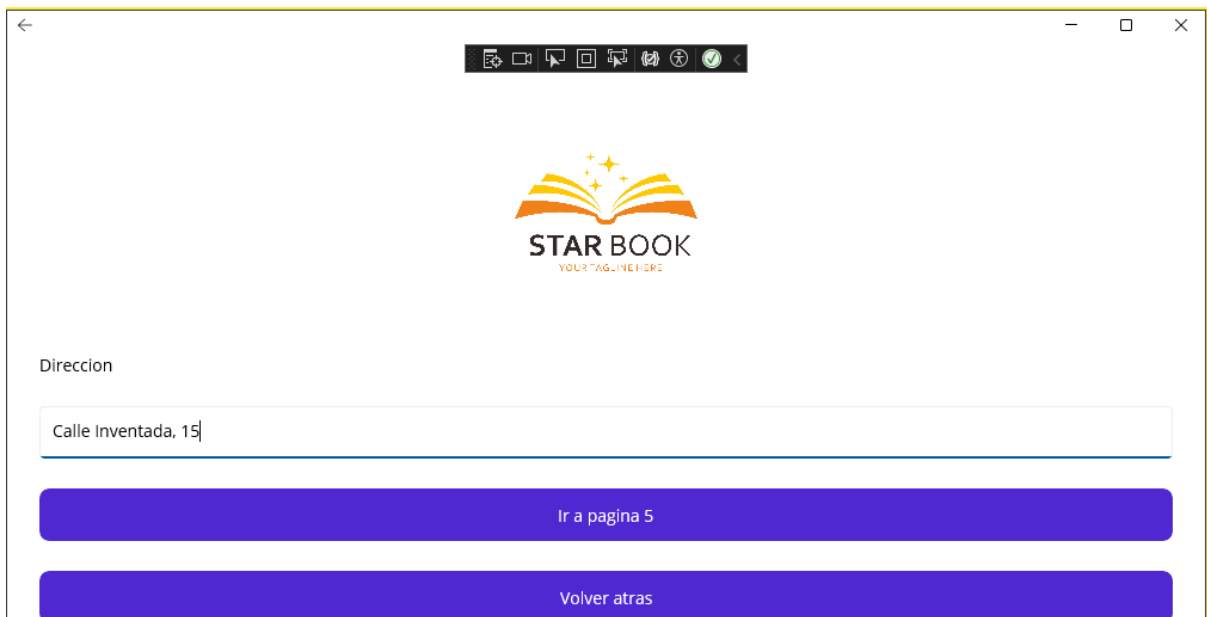 STAR BOOK
YOUR TAGLINE HERE
Direccion
Calle Inventada, 15
Ir a pagina 5
Volver atras